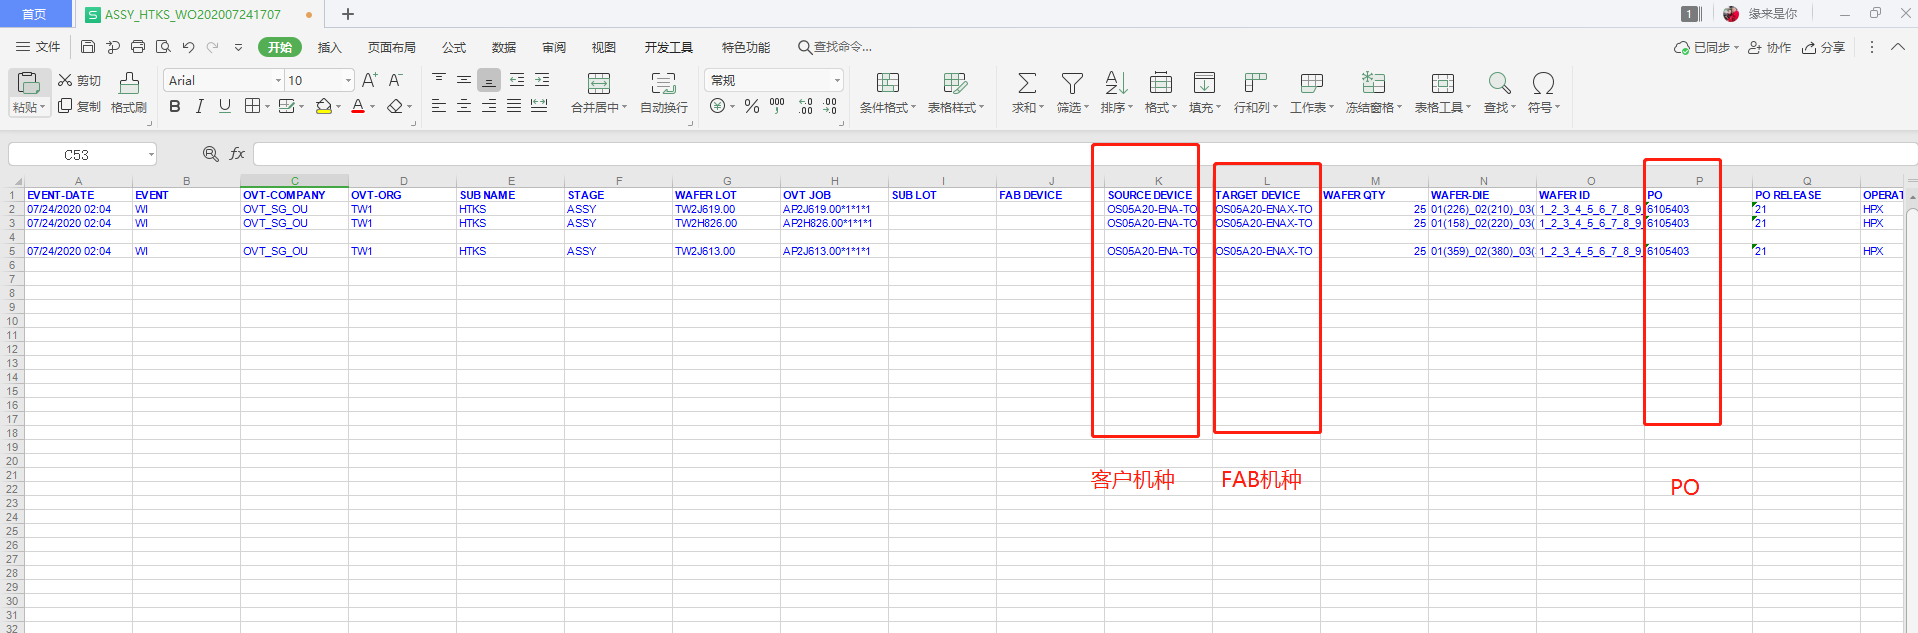 首页 ASSY_HTKS_WO202007241707 1 缘来是你
文件 开始 插入 页面布局 公式 数据 审阅 视图 开发工具 特色功能 查找命令... 已同步 协作 分享
粘贴 剪切 复制 格式刷 Arial 10 B I U A 合并居中 自动换行 常规 条件格式 表格样式 求和 筛选 排序 格式 填充 行和列 工作表 冻结窗格 表格工具 查找 符号
C53 fx
A B C D E F G H I J K L M N O P Q
1 EVENT-DATE EVENT OVT-COMPANY OVT-ORG SUB NAME STAGE WAFER LOT OVT JOB SUB LOT FAB DEVICE SOURCE DEVICE TARGET DEVICE WAFER QTY WAFER-DIE WAFER ID PO PO RELEASE OPERAT
2 07/24/2020 02:04 WI OVT_SG_OU TW1 HTKS ASSY TW2J619.00 AP2J619.00*1*1*1 OS05A20-ENA-TO OS05A20-ENAX-TO 25 01(226)_02(210)_03( 1_2_3_4_5_6_7_8_9_ 6105403 21 HPX
3 07/24/2020 02:04 WI OVT_SG_OU TW1 HTKS ASSY TW2H826.00 AP2H826.00*1*1*1 OS05A20-ENA-TO OS05A20-ENAX-TO 25 01(158)_02(220)_03( 1_2_3_4_5_6_7_8_9_ 6105403 21 HPX
4
5 07/24/2020 02:04 WI OVT_SG_OU TW1 HTKS ASSY TW2J613.00 AP2J613.00*1*1*1 OS05A20-ENA-TO OS05A20-ENAX-TO 25 01(359)_02(380)_03( 1_2_3_4_5_6_7_8_9_ 6105403 21 HPX
6
7
8
9
10
11
12
13
14
15
16
17
18
19
20
21
客户机种 FAB机种 PO
22
23
24
25
26
27
28
29
30
31
32